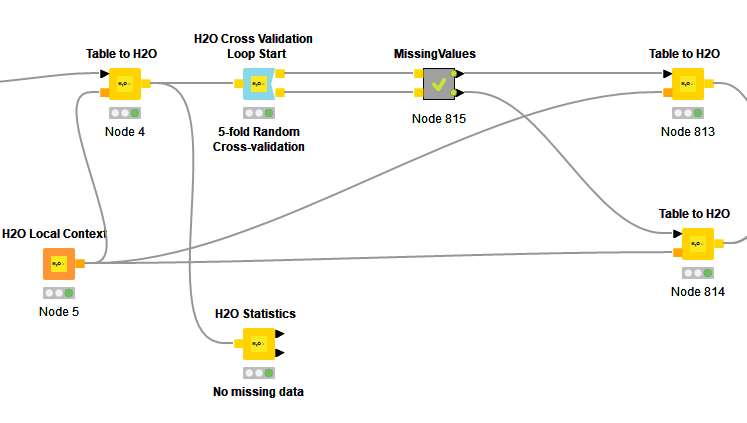 H2O Cross Validation
Loop Start
Table to H2O
MissingValues
Table to H2O
Node 4
5-fold Random
Cross-validation
Node 815
Node 813
H2O Local Context
Table to H2O
Node 5
Node 814
H2O Statistics
No missing data